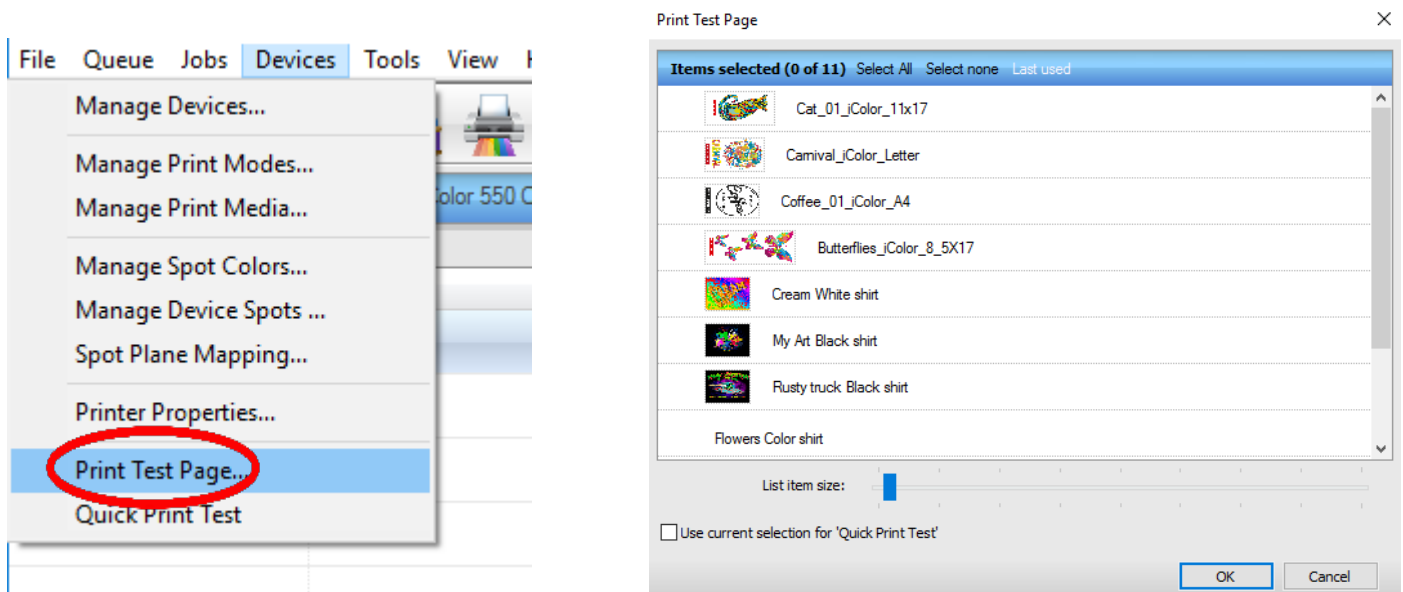 File Queue Jobs Devices Tools View
Manage Devices...
Manage Print Modes...
Manage Print Media...
olor 550
Manage Spot Colors...
Manage Device Spots ...
Spot Plane Mapping...
Printer Properties...
Print Test Page...
Quick Print Test
Print Test Page
Items selected (0 of 11) Select All Select none Last used
Cat_01_iColor_11x17
Carnival_iColor_Letter
Coffee_01_iColor_A4
Butterflies_iColor_8_5X17
Cream White shirt
My Art Black shirt
Rusty truck Black shirt
Flowers Color shirt
List item size:
Use current selection for 'Quick Print Test'
OK Cancel